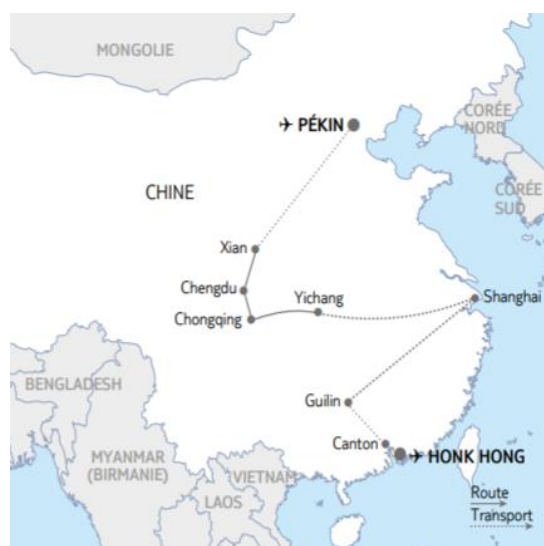 MONGOLIE
CORÉE
NORD
PÉKIN
CORÉE
SUD
CHINE
Xian
Chengdu
Yichang
Shanghai
Chongqing
BENGLADESH
Guilin
Canton
HONK HONG
MYANMAR
(BIRMANIE)
VIETNAM
LAOS
Route
Transport